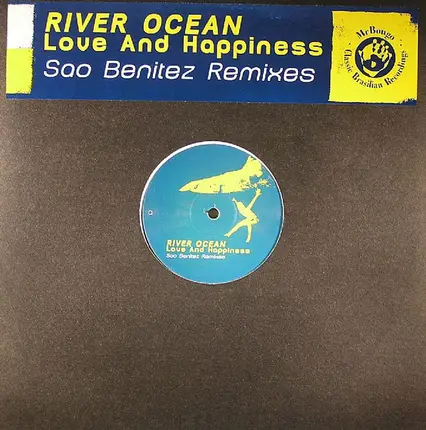 RIVER OCEAN
Love And Happiness
Sao Benitez Remixes
MrBongo
Classic Brasilian Recordings
RIVER OCEAN
Love And Happiness
Sao Benitez Remixes